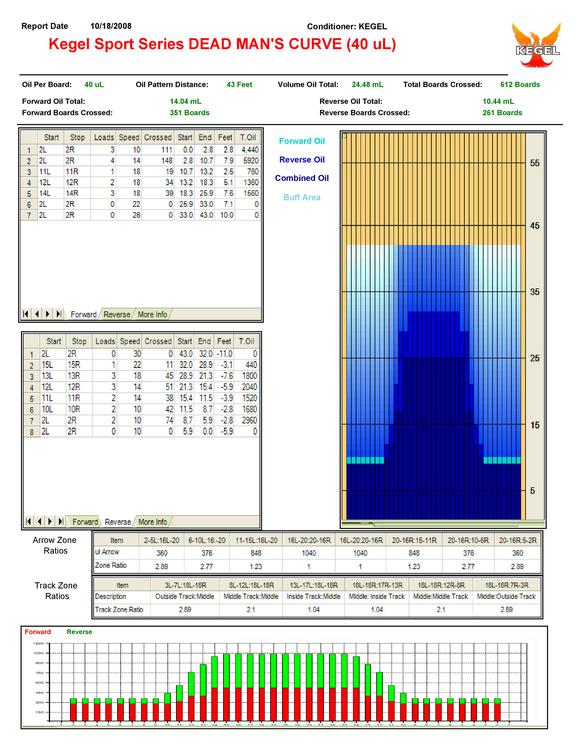 Report Date 10/18/2008 Conditioner: KEGEL
Kegel Sport Series DEAD MAN'S CURVE (40 uL)
KEGEL
Oil Per Board: 40 uL Oil Pattern Distance: 43 Feet Volume Oil Total: 24.48 mL Total Boards Crossed: 612 Boards
Forward Oil Total: 14.04 mL Reverse Oil Total: 10.44 mL
Forward Boards Crossed: 351 Boards Reverse Boards Crossed: 261 Boards
Start Stop Loads Speed Crossed Start End Feet T.Oil
1 2L 2R 3 10 111 0.0 2.8 2.8 4,440
2 2L 2R 4 14 148 2.8 10.7 7.9 5920
3 11L 11R 1 18 19 10.7 13.2 2.5 760
4 12L 12R 2 18 34 13.2 18.3 5.1 1360
5 14L 14R 3 18 39 18.3 25.9 7.6 1560
6 2L 2R 0 22 0 25.9 33.0 7.1 0
7 2L 2R 0 26 0 33.0 43.0 10.0 0
Forward Reverse More Info
Forward Oil
Reverse Oil
Combined Oil
Buff Area
55
45
35
25
15
5
Start Stop Loads Speed Crossed Start End Feet T.Oil
1 2L 2R 0 30 0 43.0 32.0 -11.0 0
2 15L 15R 1 22 11 32.0 28.9 -3.1 440
3 13L 13R 3 18 45 28.9 21.3 -7.6 1800
4 12L 12R 3 14 51 21.3 15.4 -5.9 2040
5 11L 11R 2 14 38 15.4 11.5 -3.9 1520
6 10L 10R 2 10 42 11.5 8.7 -2.8 1680
7 2L 2R 2 10 74 8.7 5.9 -2.8 2960
8 2L 2R 0 10 0 5.9 0.0 -5.9 0
Forward Reverse More Info
Arrow Zone Ratios
Item 2-5L:16L-20 6-10L:16-20 11-15L:16L-20 16L-20:20-16R 16L-20:20-16R 20-16R:15-11R 20-16R:10-6R 20-16R:5-2R
ul Arrow 360 376 848 1040 1040 848 376 360
Zone Ratio 2.89 2.77 1.23 1 1 1.23 2.77 2.89
Track Zone Ratios
Item 3L-7L:18L-18R 8L-12L:18L-18R 13L-17L:18L-18R 18L-18R:17R-13R 18L-18R:12R-8R 18L-18R:7R-3R
Description Outside Track:Middle Middle Track:Middle Inside Track:Middle Middle: Inside Track Middle:Middle Track Middle:Outside Track
Track Zone Ratio 2.89 2.1 1.04 1.04 2.1 2.89
Forward Reverse